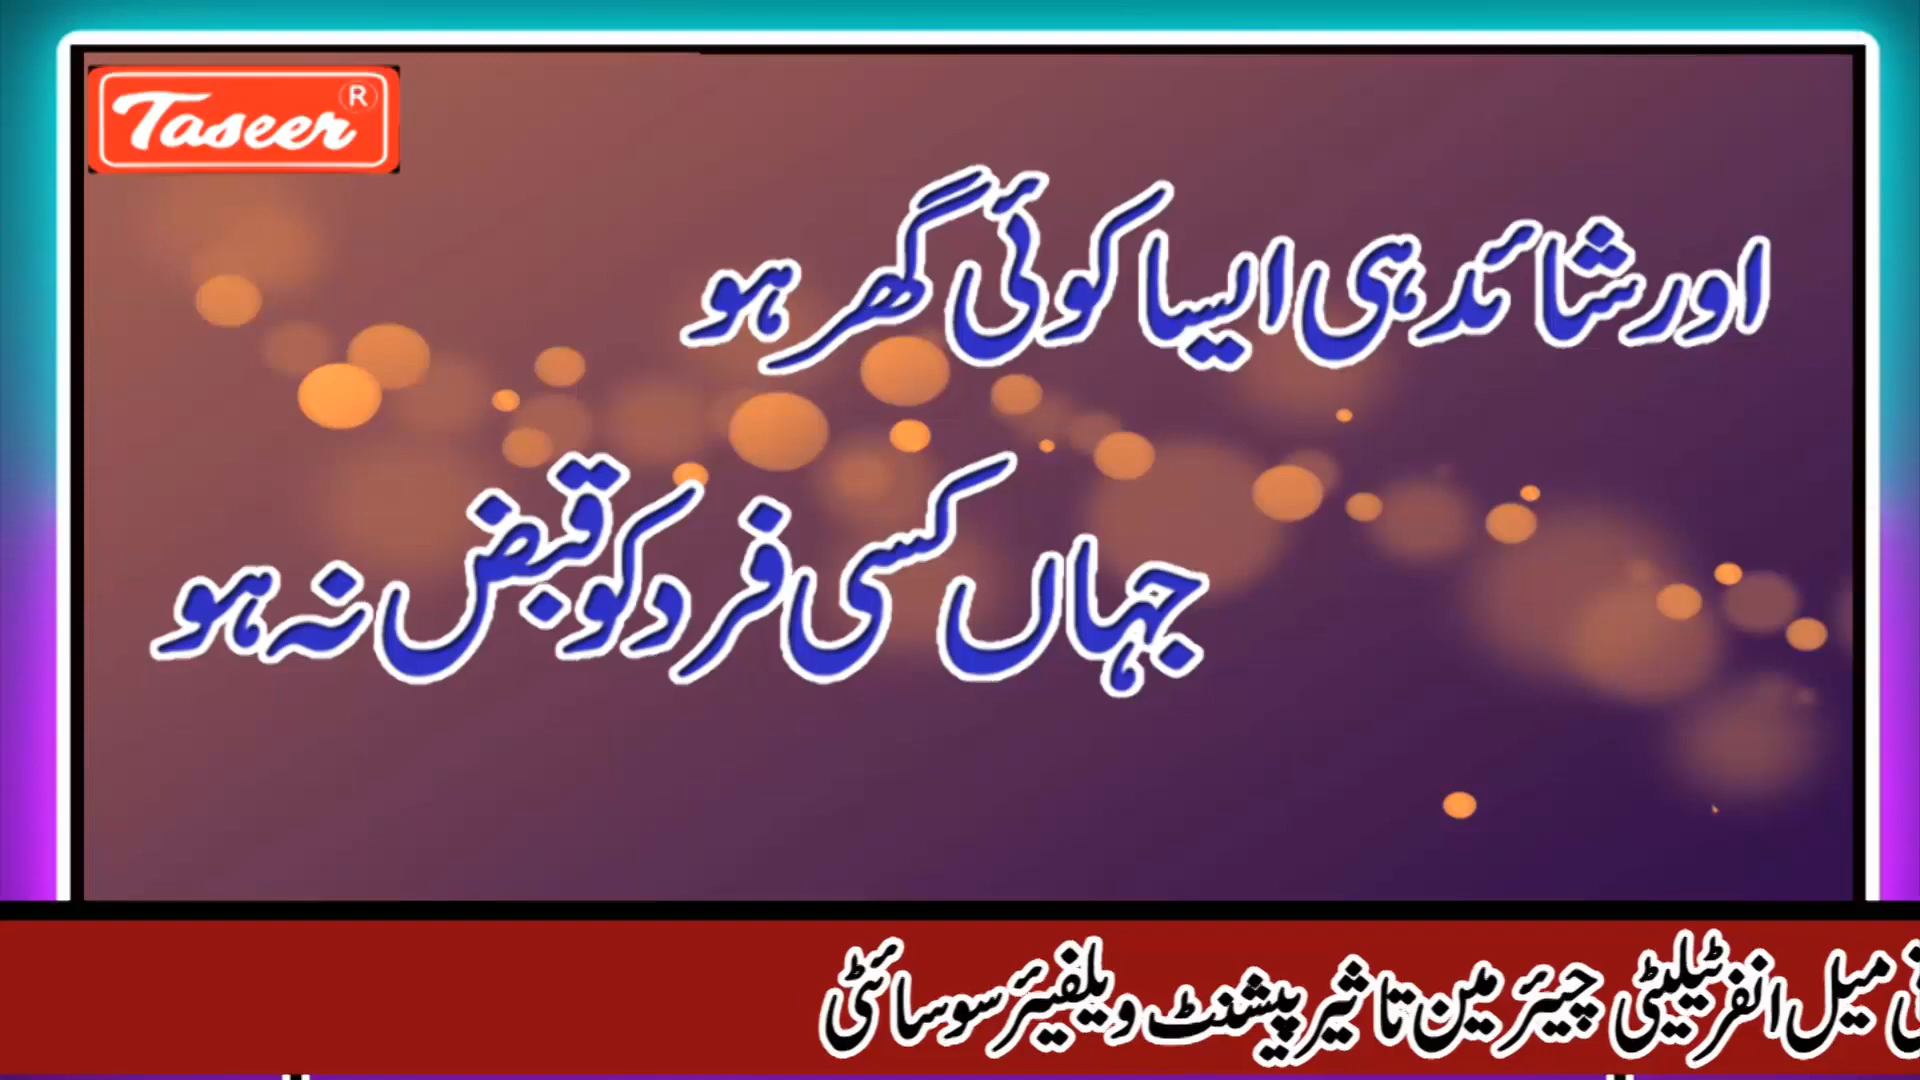 Taseer ®
اور شائد ہی ایسا کوئی گھر ہو
جہاں کسی فرد کو قبض نہ ہو
میل انفرٹیلیٹی چیئرمین تاثیر پیشنٹ ویلفیئر سوسائٹی